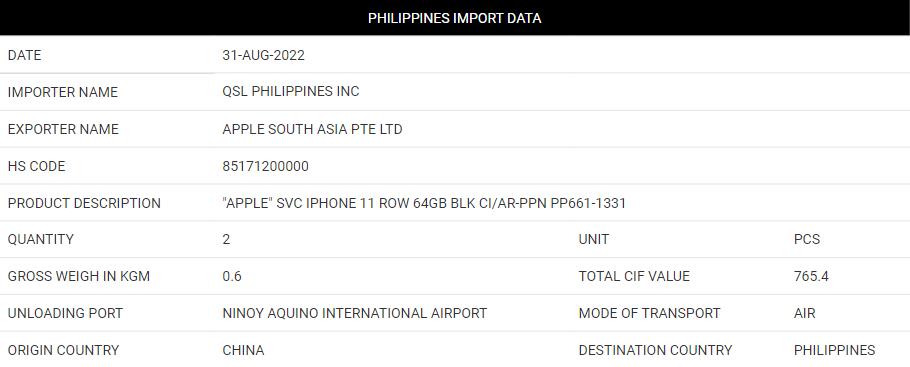 PHILIPPINES IMPORT DATA
DATE 31-AUG-2022
IMPORTER NAME QSL PHILIPPINES INC
EXPORTER NAME APPLE SOUTH ASIA PTE LTD
HS CODE 85171200000
PRODUCT DESCRIPTION "APPLE" SVC IPHONE 11 ROW 64GB BLK CI/AR-PPN PP661-1331
QUANTITY 2 UNIT PCS
GROSS WEIGH IN KGM 0.6 TOTAL CIF VALUE 765.4
UNLOADING PORT NINOY AQUINO INTERNATIONAL AIRPORT MODE OF TRANSPORT AIR
ORIGIN COUNTRY CHINA DESTINATION COUNTRY PHILIPPINES